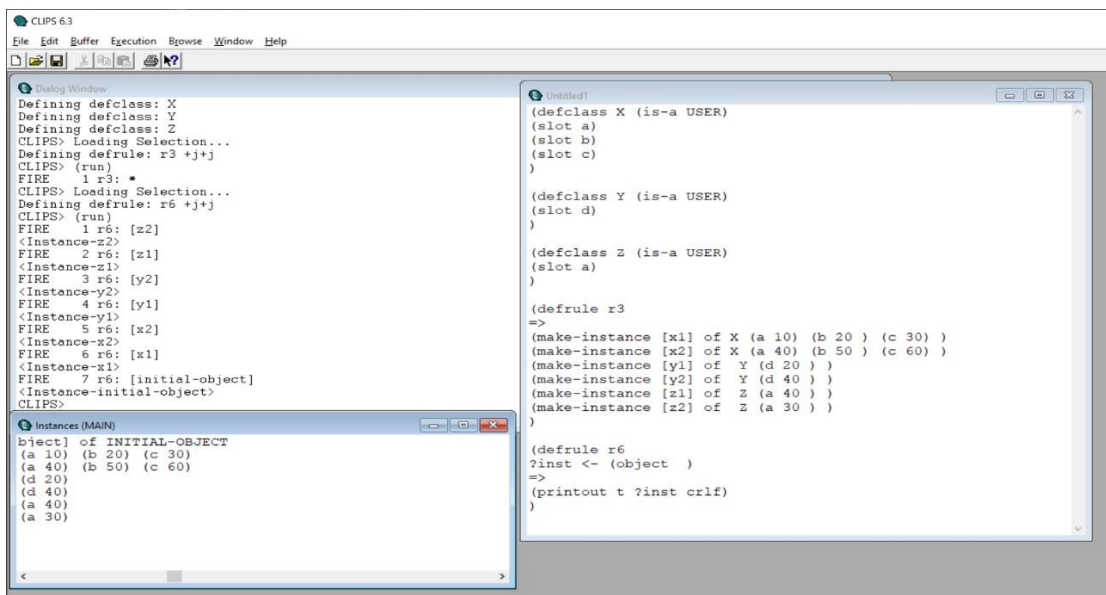 CLIPS 6.3
File Edit Buffer Execution Browse Window Help
Dialog Window
Defining defclass: X
Defining defclass: Y
Defining defclass: Z
CLIPS> Loading Selection...
Defining defrule: r3 +j+j
CLIPS> (run)
FIRE 1 r3: *
CLIPS> Loading Selection...
Defining defrule: r6 +j+j
CLIPS> (run)
FIRE 1 r6: [z2]
<Instance-z2>
FIRE 2 r6: [z1]
<Instance-z1>
FIRE 3 r6: [y2]
<Instance-y2>
FIRE 4 r6: [y1]
<Instance-y1>
FIRE 5 r6: [x2]
<Instance-x2>
FIRE 6 r6: [x1]
<Instance-x1>
FIRE 7 r6: [initial-object]
<Instance-initial-object>
CLIPS>
Instances (MAIN)
bject] of INITIAL-OBJECT
(a 10) (b 20) (c 30)
(a 40) (b 50) (c 60)
(d 20)
(d 40)
(a 40)
(a 30)
Untitled1
(defclass X (is-a USER)
(slot a)
(slot b)
(slot c)
)
(defclass Y (is-a USER)
(slot d)
)
(defclass Z (is-a USER)
(slot a)
)
(defrule r3
=>
(make-instance [x1] of X (a 10) (b 20 ) (c 30) )
(make-instance [x2] of X (a 40) (b 50 ) (c 60) )
(make-instance [y1] of Y (d 20 ) )
(make-instance [y2] of Y (d 40 ) )
(make-instance [z1] of Z (a 40 ) )
(make-instance [z2] of Z (a 30 ) )
)
(defrule r6
?inst <- (object )
=>
(printout t ?inst crlf)
)